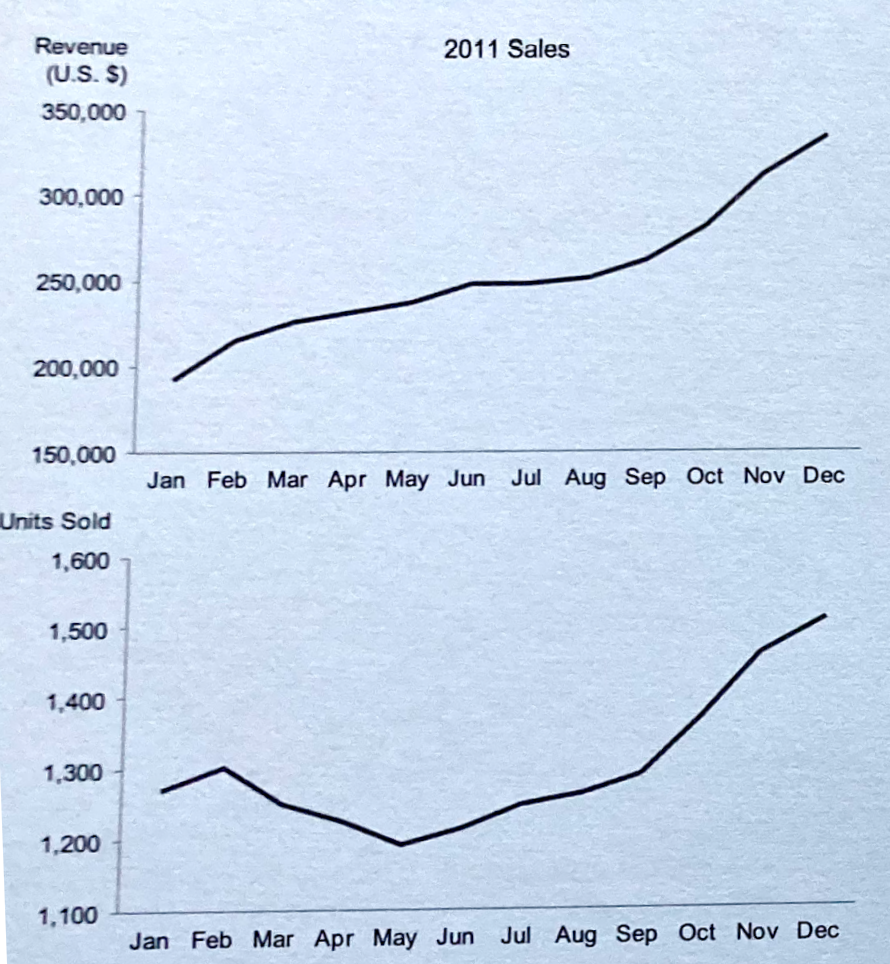 Revenue
(U.S. $)
2011 Sales
350,000
300,000
250,000
200,000
150,000
Jan Feb Mar Apr May Jun Jul Aug Sep Oct Nov Dec
Units Sold
1,600
1,500
1,400
1,300
1,200
1,100
Jan Feb Mar Apr May Jun Jul Aug Sep Oct Nov Dec